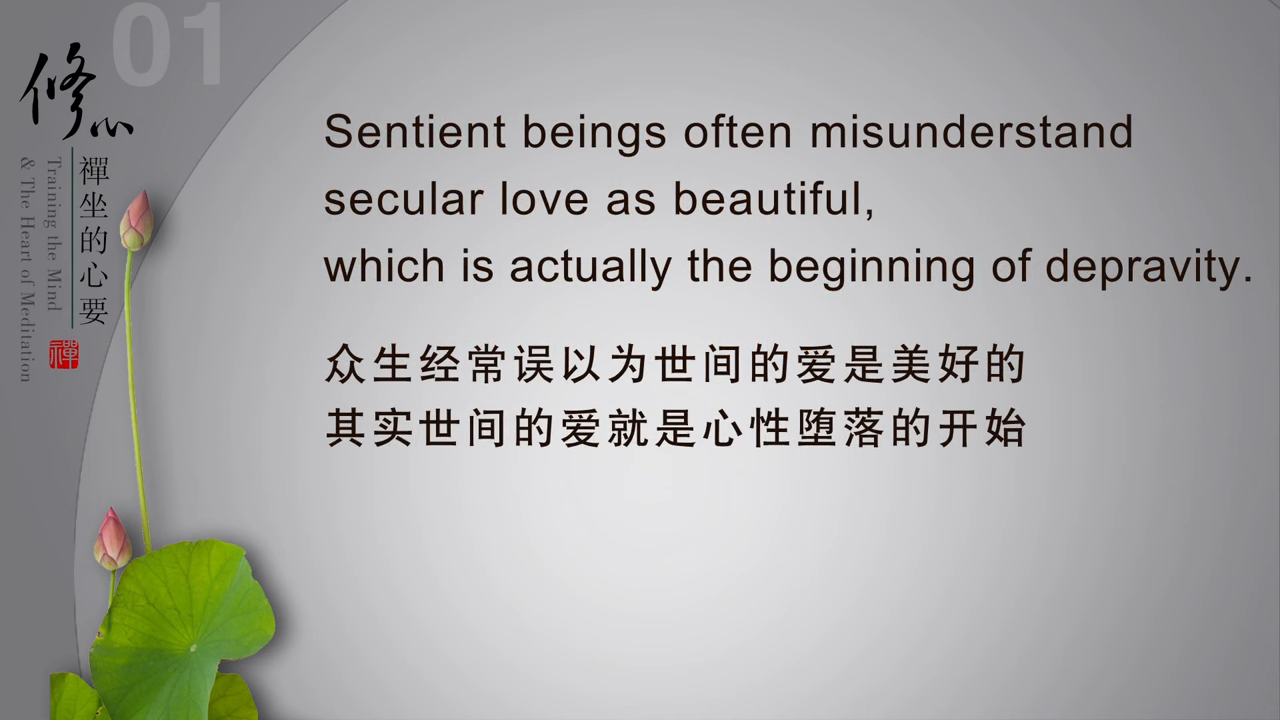 01
修心
禪坐的心要
Training the Mind
& The Heart of Meditation
禪
Sentient beings often misunderstand
secular love as beautiful,
which is actually the beginning of depravity.
众生经常误以为世间的爱是美好的
其实世间的爱就是心性堕落的开始